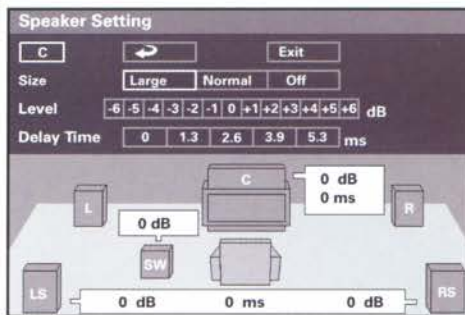 Speaker Setting
C Exit
Size Large Normal Off
Level -6 -5 -4 -3 -2 -1 0 +1 +2 +3 +4 +5 +6 dB
Delay Time 0 1.3 2.6 3.9 5.3 ms
C 0 dB
0 ms
L R
0 dB
SW
LS RS
0 dB 0 ms 0 dB